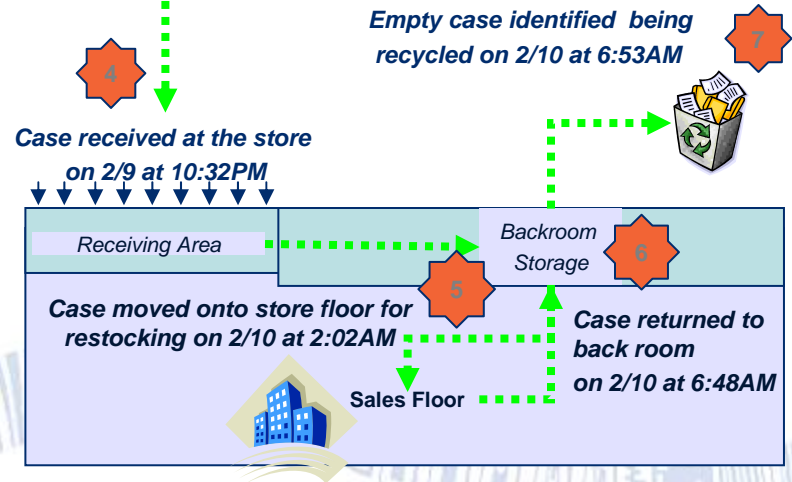 Empty case identified being
recycled on 2/10 at 6:53AM
7
4
Case received at the store
on 2/9 at 10:32PM
Receiving Area
Backroom
Storage
6
5
Case moved onto store floor for
restocking on 2/10 at 2:02AM
Case returned to
back room
on 2/10 at 6:48AM
Sales Floor